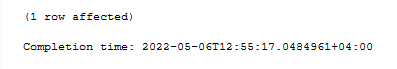 (1 row affected)
Completion time: 2022-05-06T12:55:17.0484961+04:00